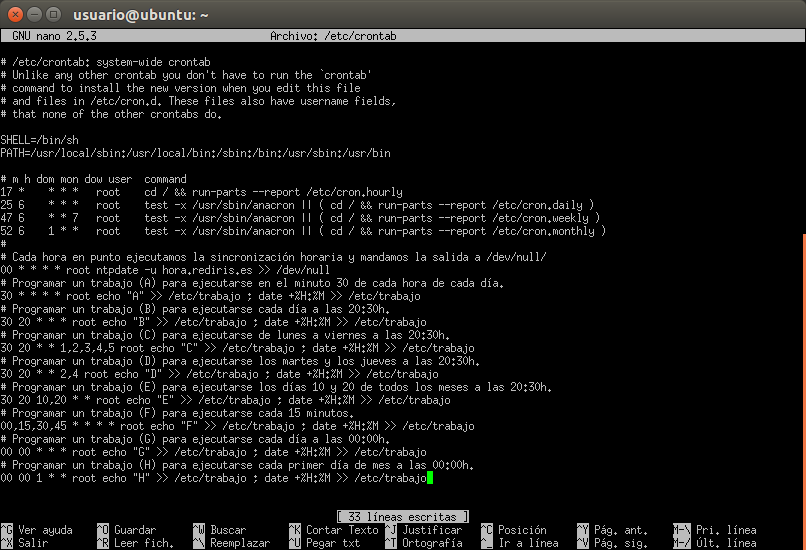 usuario@ubuntu: ~
GNU nano 2.5.3 Archivo: /etc/crontab
# /etc/crontab: system-wide crontab
# Unlike any other crontab you don't have to run the `crontab'
# command to install the new version when you edit this file
# and files in /etc/cron.d. These files also have username fields,
# that none of the other crontabs do.
SHELL=/bin/sh
PATH=/usr/local/sbin:/usr/local/bin:/sbin:/bin:/usr/sbin:/usr/bin
# m h dom mon dow user  command
17 *    * * *   root    cd / && run-parts --report /etc/cron.hourly
25 6    * * *   root    test -x /usr/sbin/anacron || ( cd / && run-parts --report /etc/cron.daily )
47 6    * * 7   root    test -x /usr/sbin/anacron || ( cd / && run-parts --report /etc/cron.weekly )
52 6    1 * *   root    test -x /usr/sbin/anacron || ( cd / && run-parts --report /etc/cron.monthly )
#
# Cada hora en punto ejecutamos la sincronización horaria y mandamos la salida a /dev/null/
00 * * * * root ntpdate -u hora.rediris.es >> /dev/null
# Programar un trabajo (A) para ejecutarse en el minuto 30 de cada hora de cada día.
30 * * * * root echo "A" >> /etc/trabajo ; date +%H:%M >> /etc/trabajo
# Programar un trabajo (B) para ejecutarse cada día a las 20:30h.
30 20 * * * root echo "B" >> /etc/trabajo ; date +%H:%M >> /etc/trabajo
# Programar un trabajo (C) para ejecutarse de lunes a viernes a las 20:30h.
30 20 * * 1,2,3,4,5 root echo "C" >> /etc/trabajo ; date +%H:%M >> /etc/trabajo
# Programar un trabajo (D) para ejecutarse los martes y los jueves a las 20:30h.
30 20 * * 2,4 root echo "D" >> /etc/trabajo ; date +%H:%M >> /etc/trabajo
# Programar un trabajo (E) para ejecutarse los días 10 y 20 de todos los meses a las 20:30h.
30 20 10,20 * * root echo "E" >> /etc/trabajo ; date +%H:%M >> /etc/trabajo
# Programar un trabajo (F) para ejecutarse cada 15 minutos.
00,15,30,45 * * * * root echo "F" >> /etc/trabajo ; date +%H:%M >> /etc/trabajo
# Programar un trabajo (G) para ejecutarse cada día a las 00:00h.
00 00 * * * root echo "G" >> /etc/trabajo ; date +%H:%M >> /etc/trabajo
# Programar un trabajo (H) para ejecutarse cada primer día de mes a las 00:00h.
00 00 1 * * root echo "H" >> /etc/trabajo ; date +%H:%M >> /etc/trabajo
[ 33 líneas escritas ]
^G Ver ayuda ^O Guardar ^W Buscar ^K Cortar Texto ^J Justificar ^C Posición ^Y Pág. ant. M-\ Pri. línea
^X Salir ^R Leer fich. ^\ Reemplazar ^U Pegar txt ^T Ortografía ^_ Ir a línea ^V Pág. sig. M-/ Últ. línea